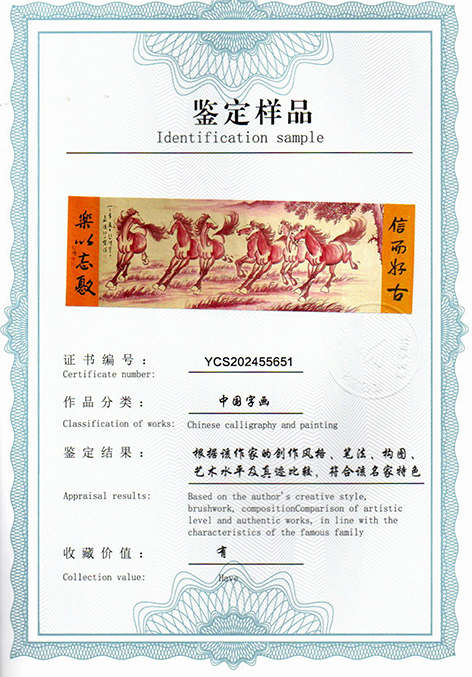 鉴定样品
Identification sample
信而好古
乐以忘忧
证书编号：
YCS202455651
Certificate number:
作品分类：
中国字画
Classification of works:
Chinese calligraphy and painting
鉴定结果：
根据该作家的创作风格、笔法、构图、
艺术水平及真迹比较，符合该名家特色
Appraisal results:
Based on the author's creative style,
brushwork, compositionComparison of artistic
level and authentic works, in line with the
characteristics of the famous family
收藏价值：
有
Collection value:
Have